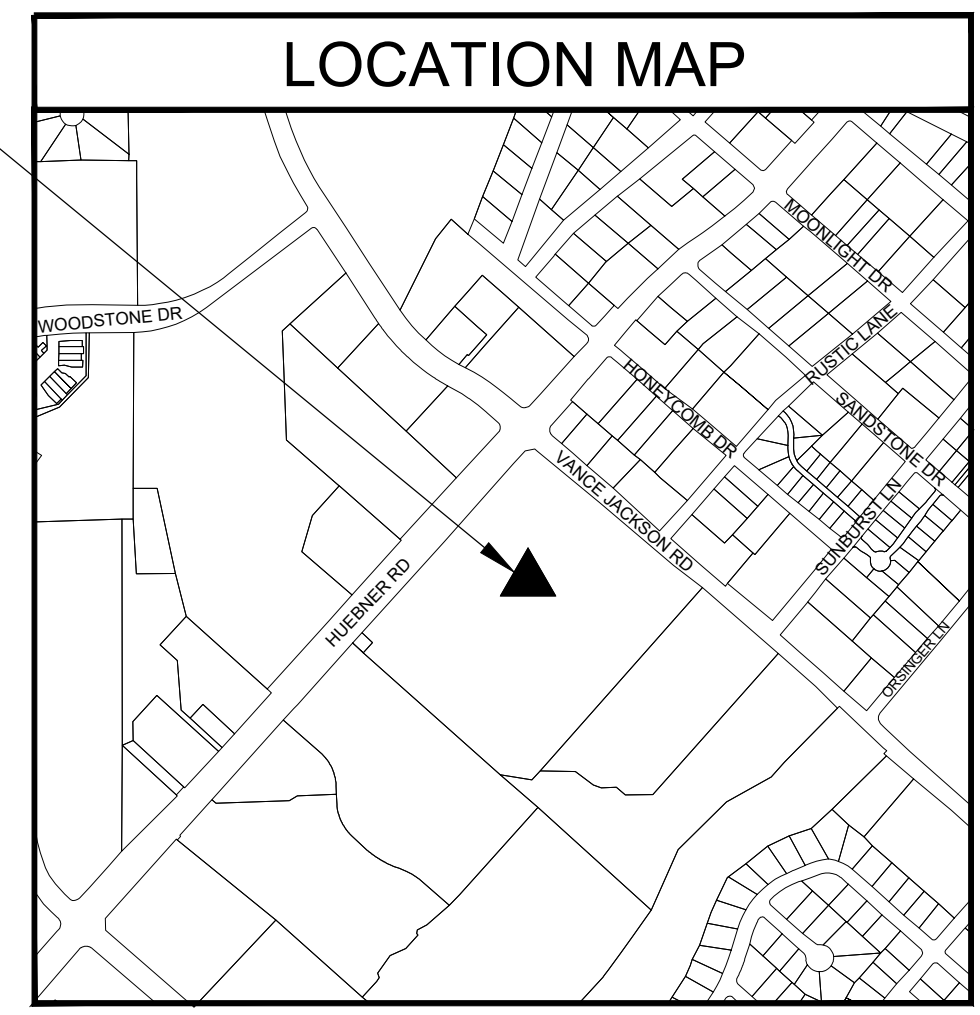 LOCATION MAP
MOONLIGHT DR
WOODSTONE DR
RUSTIC LANE
HONEYCOMB DR
SANDSTONE DR
VANCE JACKSON RD
SUNBURST LN
HUEBNER RD
ORSINGER LN